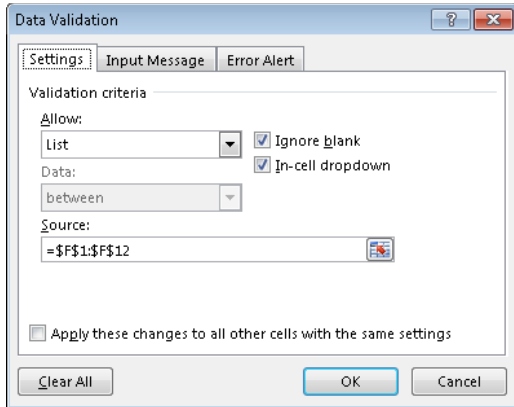 Data Validation
Settings Input Message Error Alert
Validation criteria
Allow:
List
Ignore blank
Data:
In-cell dropdown
between
Source:
=$F$1:$F$12
Apply these changes to all other cells with the same settings
Clear All OK Cancel